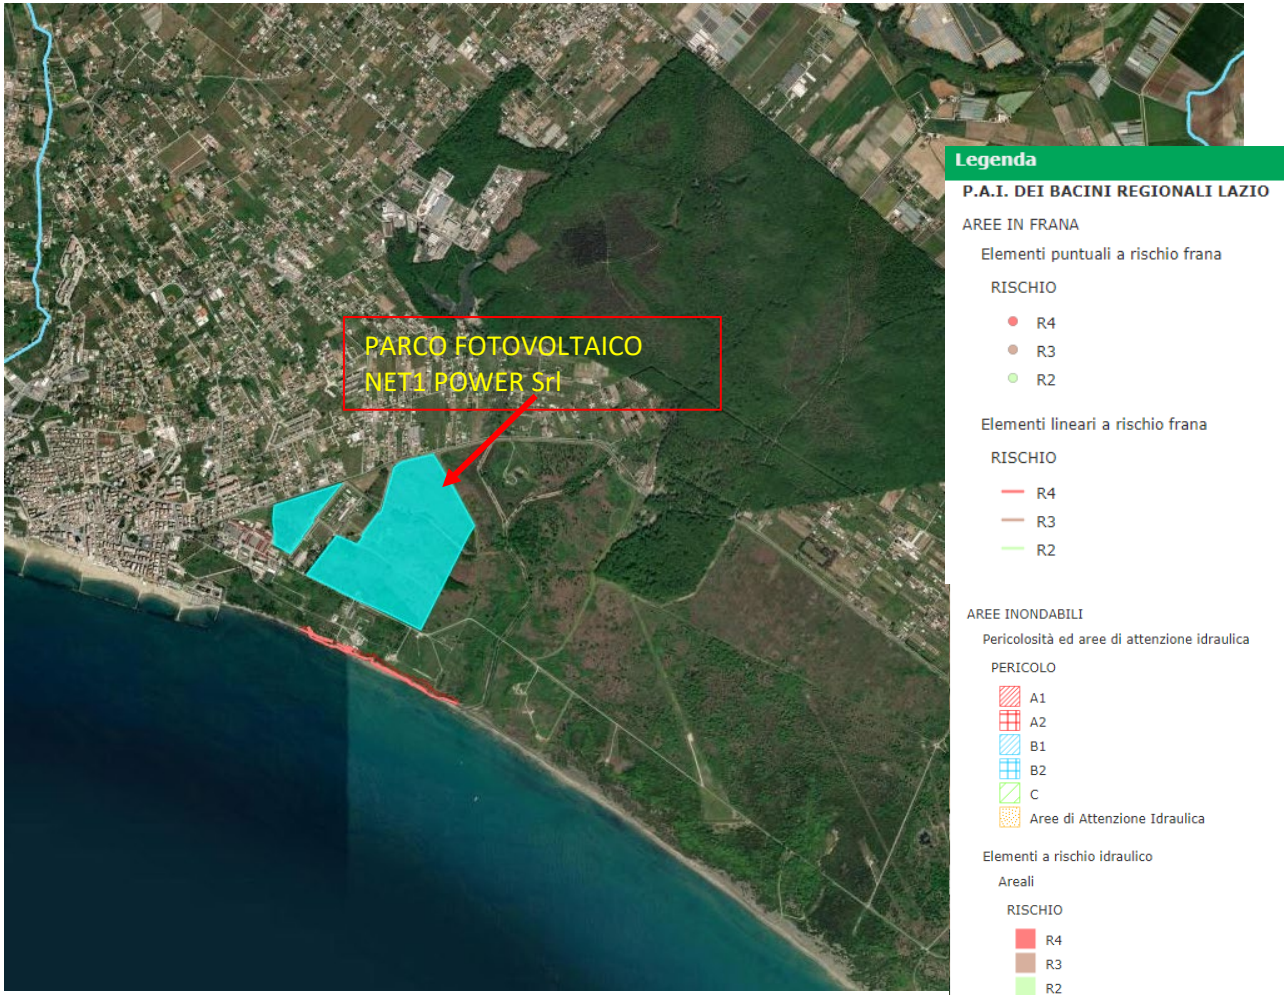 PARCO FOTOVOLTAICO
NET1 POWER Srl
Legenda
P.A.I. DEI BACINI REGIONALI LAZIO
AREE IN FRANA
Elementi puntuali a rischio frana
RISCHIO
R4
R3
R2
Elementi lineari a rischio frana
RISCHIO
R4
R3
R2
AREE INONDABILI
Pericolosità ed aree di attenzione idraulica
PERICOLO
A1
A2
B1
B2
C
Aree di Attenzione Idraulica
Elementi a rischio idraulico
Areali
RISCHIO
R4
R3
R2